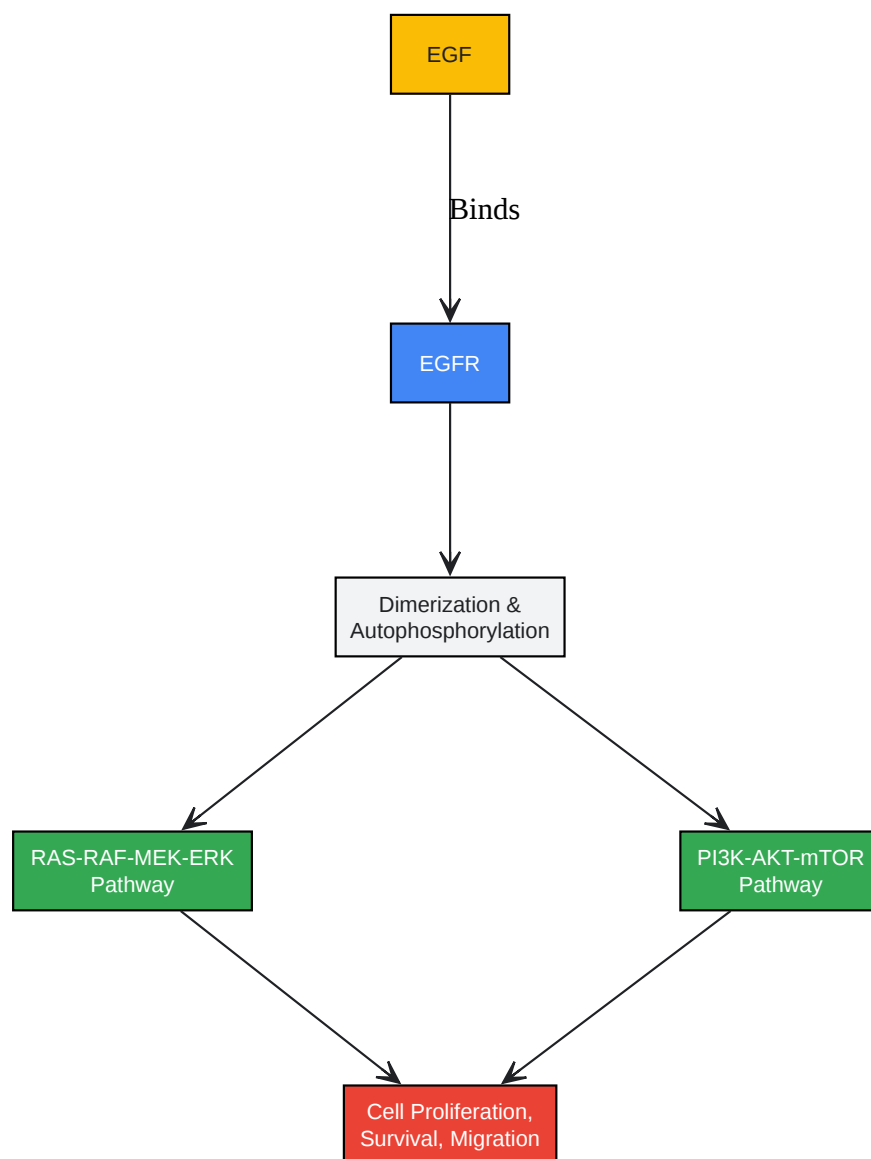 EGF
Binds
EGFR
Dimerization &
Autophosphorylation
RAS-RAF-MEK-ERK
Pathway
PI3K-AKT-mTOR
Pathway
Cell Proliferation,
Survival, Migration